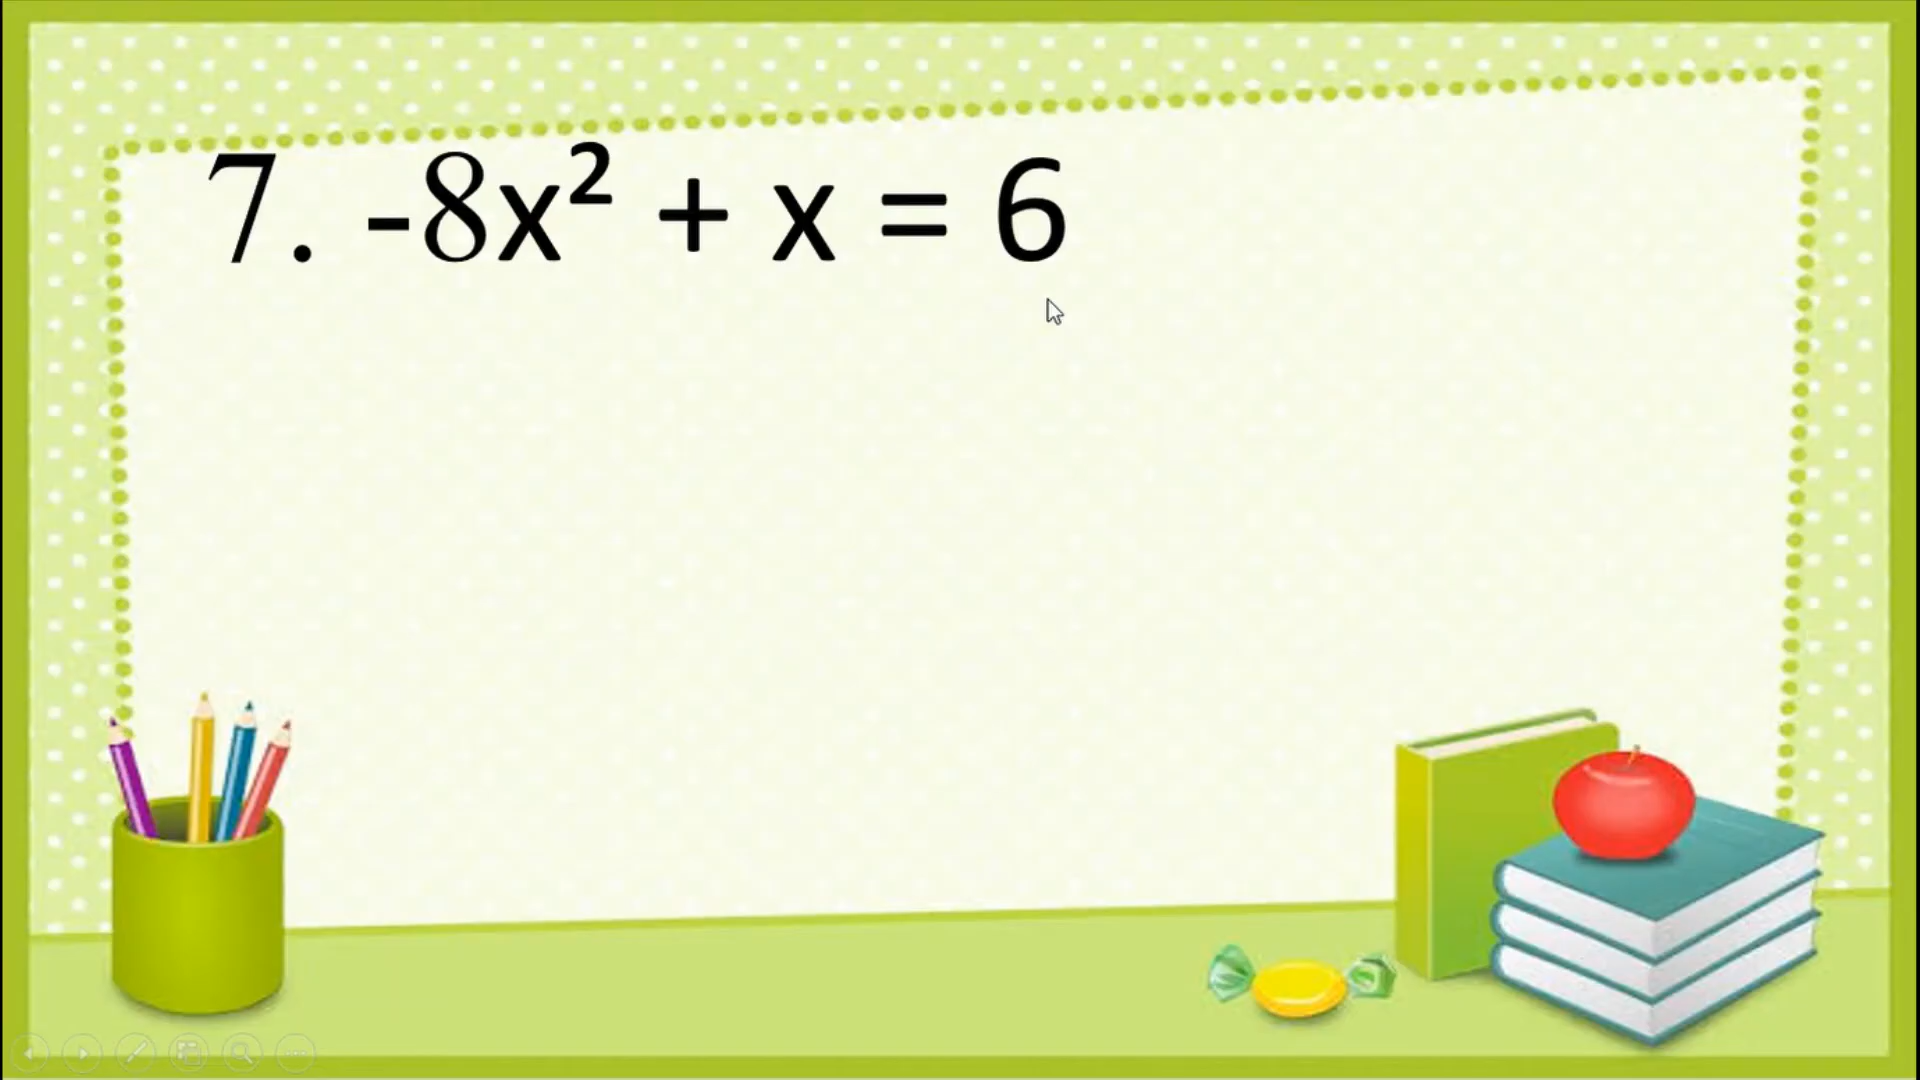 7. -8x² + x = 6